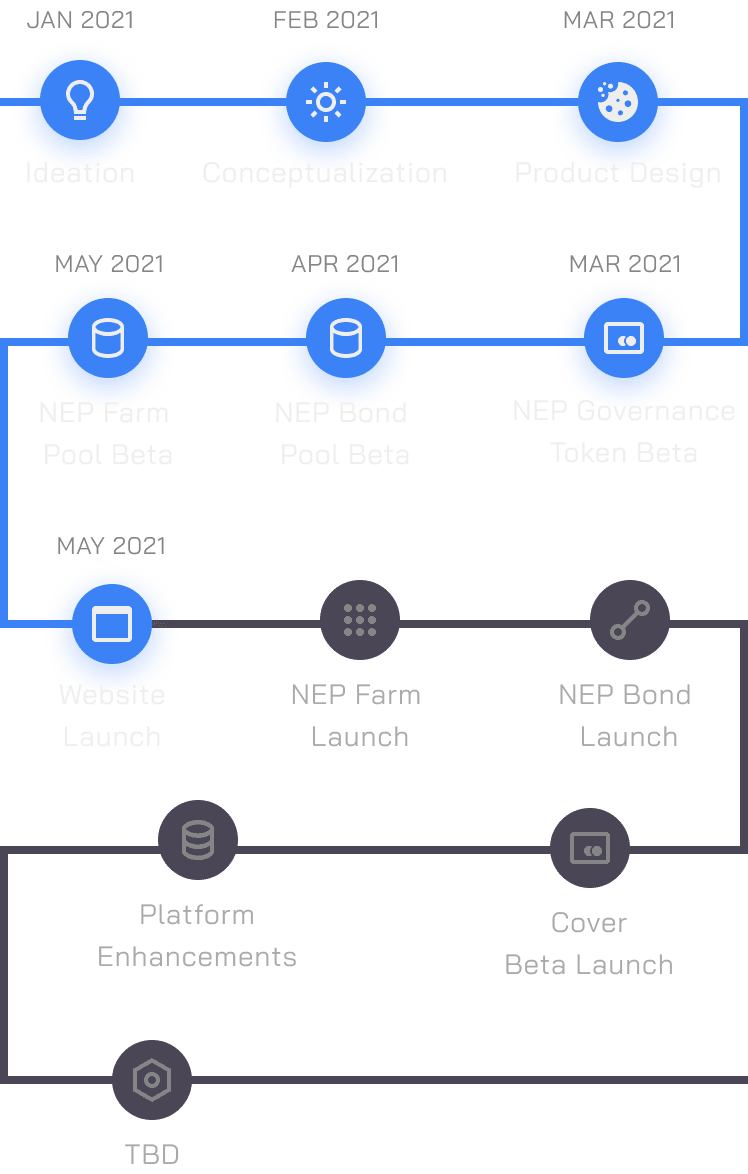 JAN 2021 FEB 2021 MAR 2021
Ideation Conceptualization Product Design
MAY 2021 APR 2021 MAR 2021
NEP Farm NEP Bond NEP Governance
Pool Beta Pool Beta Token Beta
MAY 2021
Website NEP Farm NEP Bond
Launch Launch Launch
Platform Cover
Enhancements Beta Launch
TBD